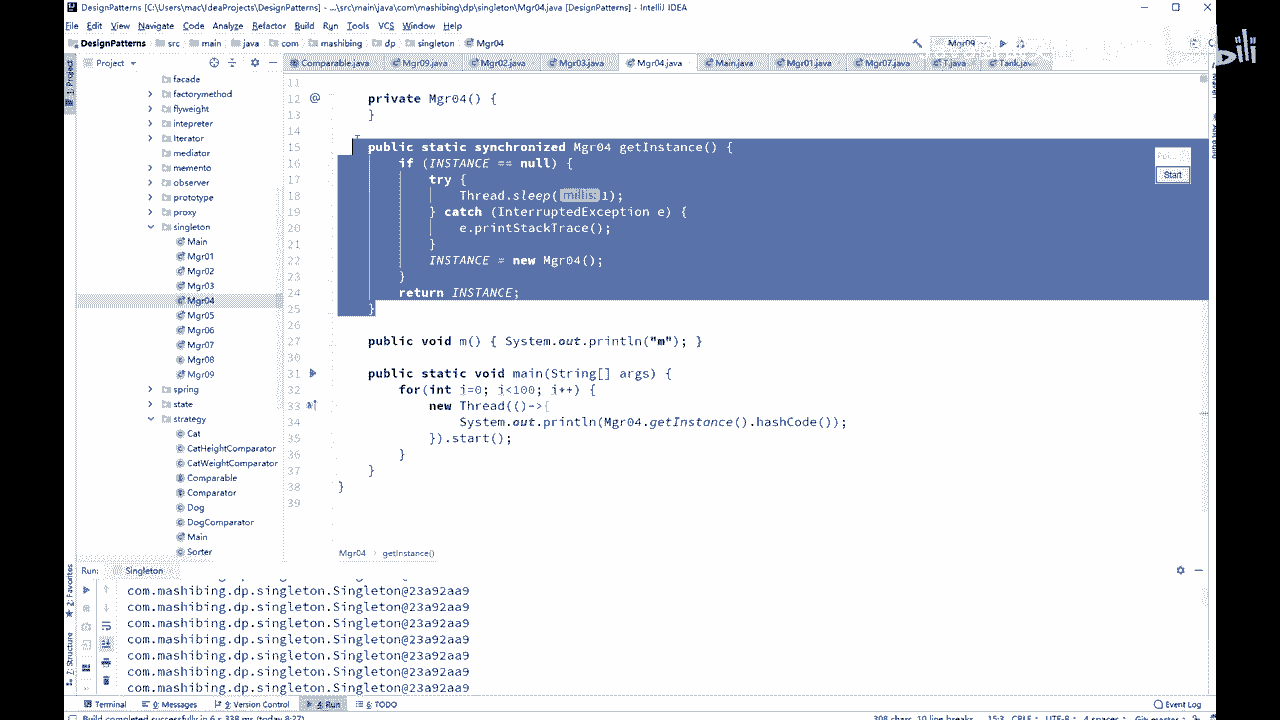 DesignPatterns [C:\Users\mac\IdeaProjects\DesignPatterns] - ...\src\main\java\com\mashibing\dp\singleton\Mgr04.java [DesignPatterns] - IntelliJ IDEA
File Edit View Navigate Code Analyze Refactor Build Run Tools VCS Window Help
DesignPatterns src main java com mashibing dp singleton Mgr04 Mgr09
Project Comparable.java Mgr09.java Mgr02.java Mgr03.java Mgr04.java Main.java Mgr01.java Mgr07.java T.java Tank.java
facade
factorymethod
flyweight
intepreter
Iterator
mediator
memento
observer
prototype
proxy
singleton
Main
Mgr01
Mgr02
Mgr03
Mgr04
Mgr05
Mgr06
Mgr07
Mgr08
Mgr09
spring
state
strategy
Cat
CatHeightComparator
CatWeightComparator
Comparable
Comparator
Dog
DogComparator
Main
Sorter
11
12 private Mgr04() {
13 }
14
15 public static synchronized Mgr04 getInstance() {
16 if (INSTANCE == null) {
17 try {
18 Thread.sleep( millis: 1);
19 } catch (InterruptedException e) {
20 e.printStackTrace();
21 }
22 INSTANCE = new Mgr04();
23 }
24 return INSTANCE;
25 }
26
27 public void m() { System.out.println("m"); }
30
31 public static void main(String[] args) {
32 for(int i=0; i<100; i++) {
33 new Thread(()->{
34 System.out.println(Mgr04.getInstance().hashCode());
35 }).start();
36 }
37 }
38 }
39
Start
Mgr04 getInstance()
Run: Singleton
com.mashibing.dp.singleton.Singleton@23a92aa9
com.mashibing.dp.singleton.Singleton@23a92aa9
com.mashibing.dp.singleton.Singleton@23a92aa9
com.mashibing.dp.singleton.Singleton@23a92aa9
com.mashibing.dp.singleton.Singleton@23a92aa9
com.mashibing.dp.singleton.Singleton@23a92aa9
com.mashibing.dp.singleton.Singleton@23a92aa9
1: Project
2: Favorites
7: Structure
Terminal 0: Messages 9: Version Control 4: Run 6: TODO Event Log
Build completed successfully in 6 s 338 ms (today 8:27) 308 chars, 10 line breaks 15:3 CRLF UTF-8 4 spaces Git: master